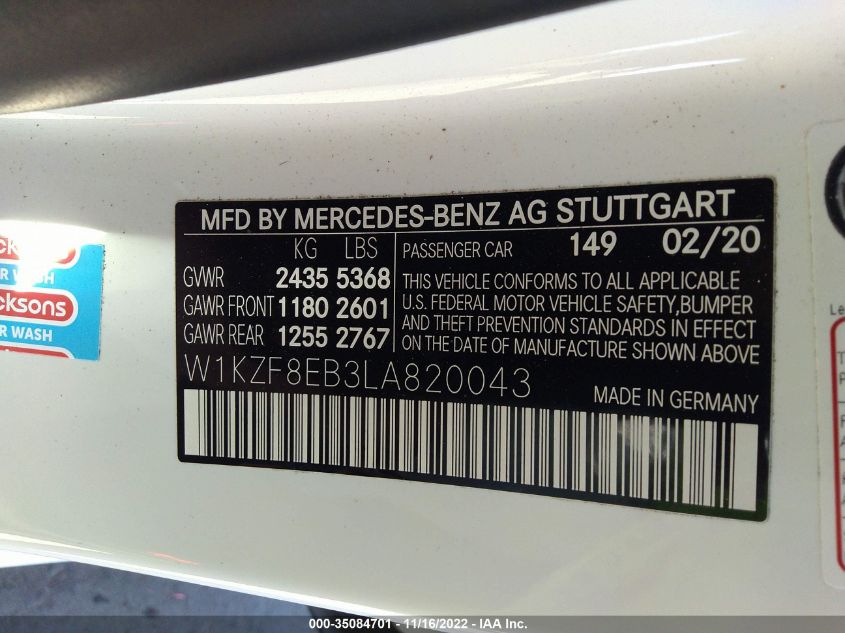 MFD BY MERCEDES-BENZ AG STUTTGART
KG LBS
GVWR 2435 5368
GAWR FRONT 1180 2601
GAWR REAR 1255 2767
PASSENGER CAR 149 02/20
THIS VEHICLE CONFORMS TO ALL APPLICABLE
U.S. FEDERAL MOTOR VEHICLE SAFETY,BUMPER
AND THEFT PREVENTION STANDARDS IN EFFECT
ON THE DATE OF MANUFACTURE SHOWN ABOVE
W1KZF8EB3LA820043
MADE IN GERMANY
R WASH
cksons
R WASH
Le
000-35084701 - 11/16/2022 - IAA Inc.